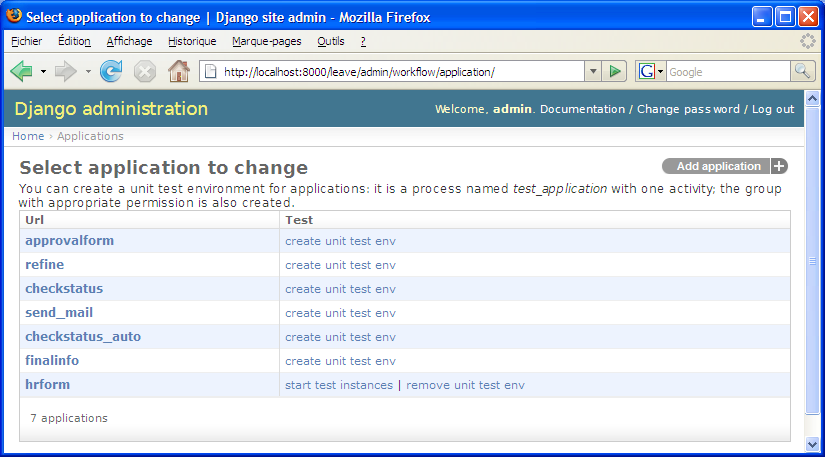 Select application to change | Django site admin - Mozilla Firefox
Fichier Édition Affichage Historique Marque-pages Outils ?
http://localhost:8000/leave/admin/workflow/application/ G Google
Django administration Welcome, admin. Documentation / Change password / Log out
Home › Applications
Select application to change Add application +
You can create a unit test environment for applications: it is a process named test_application with one activity; the group
with appropriate permission is also created.
Url Test
approvalform create unit test env
refine create unit test env
checkstatus create unit test env
send_mail create unit test env
checkstatus_auto create unit test env
finalinfo create unit test env
hrform start test instances | remove unit test env
7 applications